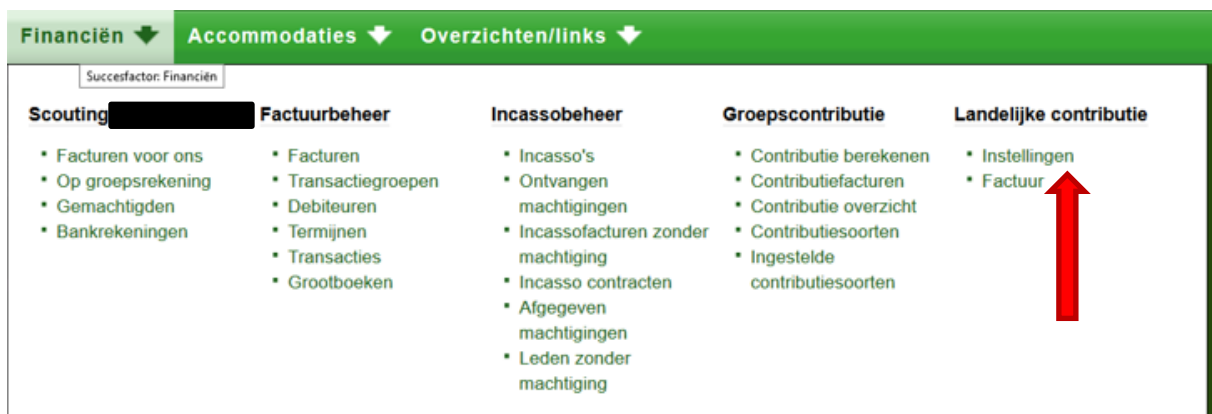 Financiën Accommodaties Overzichten/links
Succesfactor: Financiën
Scouting
Facturen voor ons
Op groepsrekening
Gemachtigden
Bankrekeningen
Factuurbeheer
Facturen
Transactiegroepen
Debiteuren
Termijnen
Transacties
Grootboeken
Incassobeheer
Incasso's
Ontvangen
machtigingen
Incassofacturen zonder
machtiging
Incasso contracten
Afgegeven
machtigingen
Leden zonder
machtiging
Groepscontributie
Contributie berekenen
Contributiefacturen
Contributie overzicht
Contributiesoorten
Ingestelde
contributiesoorten
Landelijke contributie
Instellingen
Factuur